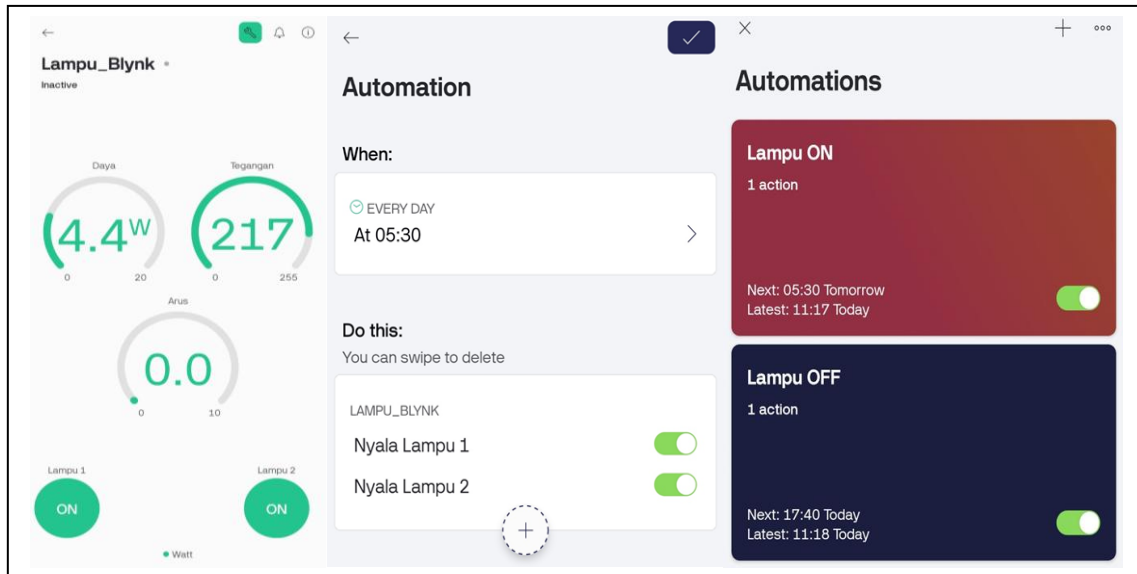 Lampu_Blynk
Inactive
Daya
Tegangan
4.4W
217
0
20
0
255
Arus
0.0
0
10
Lampu 1
Lampu 2
ON
ON
Watt
Automation
When:
EVERY DAY
At 05:30
Do this:
You can swipe to delete
LAMPU_BLYNK
Nyala Lampu 1
Nyala Lampu 2
Automations
Lampu ON
1 action
Next: 05:30 Tomorrow
Latest: 11:17 Today
Lampu OFF
1 action
Next: 17:40 Today
Latest: 11:18 Today